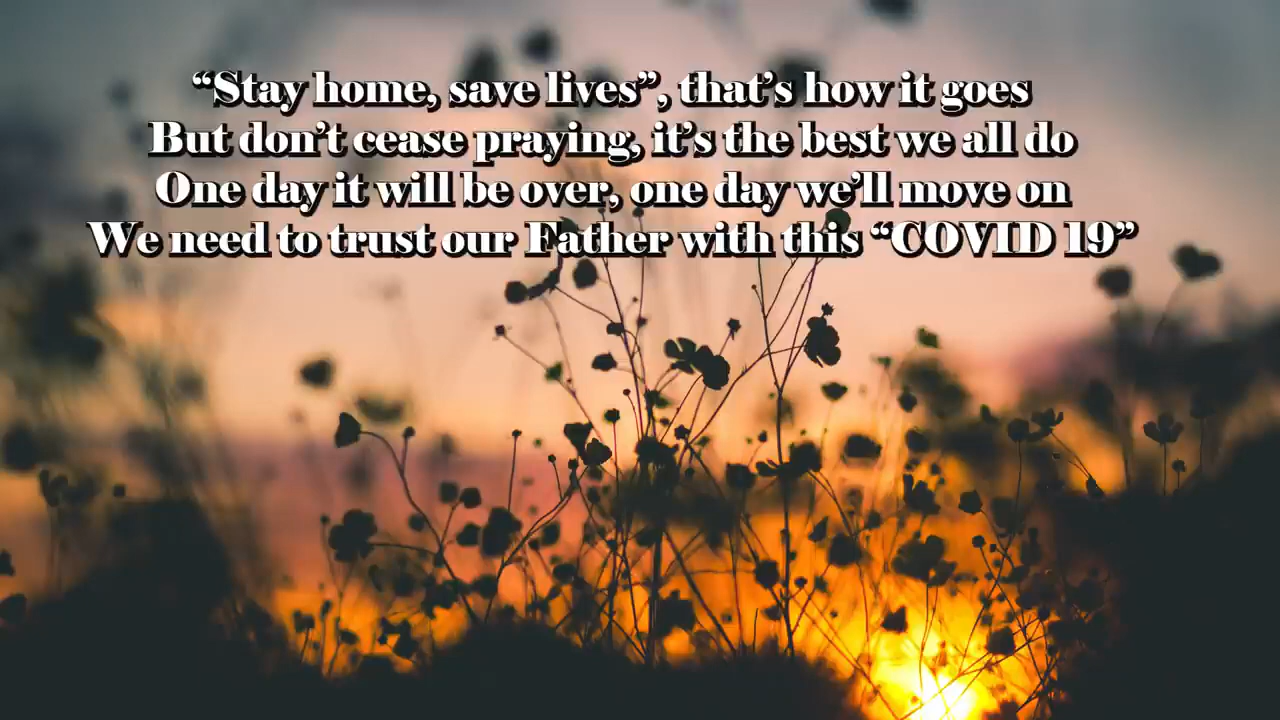 “Stay home, save lives”, that’s how it goes
But don’t cease praying, it’s the best we all do
One day it will be over, one day we’ll move on
We need to trust our Father with this “COVID 19”